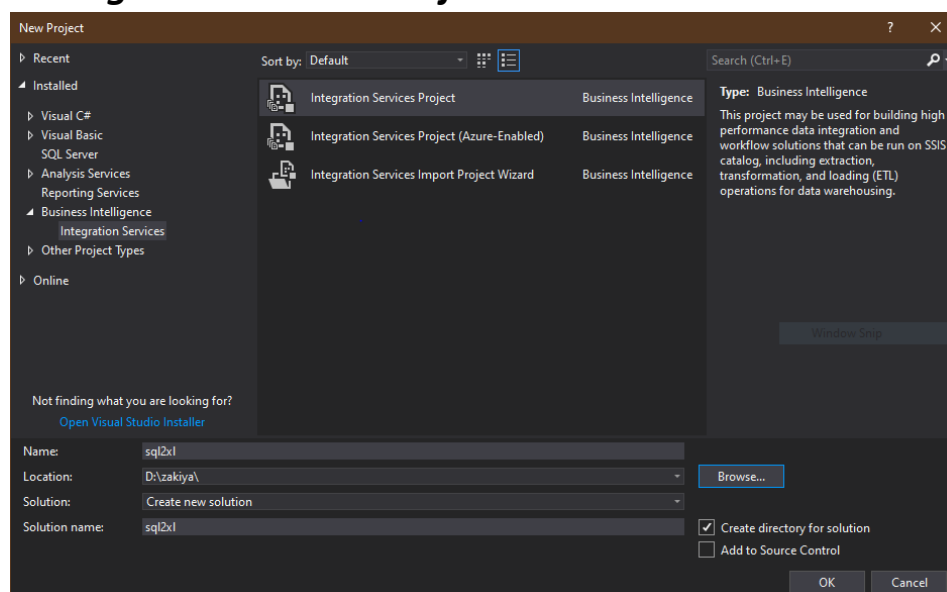 New Project ? X
Recent
Installed
Visual C#
Visual Basic
SQL Server
Analysis Services
Reporting Services
Business Intelligence
Integration Services
Other Project Types
Online
Not finding what you are looking for?
Open Visual Studio Installer
Sort by: Default
Integration Services Project Business Intelligence
Integration Services Project (Azure-Enabled) Business Intelligence
Integration Services Import Project Wizard Business Intelligence
Search (Ctrl+E)
Type: Business Intelligence
This project may be used for building high
performance data integration and
workflow solutions that can be run on SSIS
catalog, including extraction,
transformation, and loading (ETL)
operations for data warehousing.
Window Snip
Name: sql2xl
Location: D:\zakiya\ Browse...
Solution: Create new solution
Solution name: sql2xl
Create directory for solution
Add to Source Control
OK Cancel